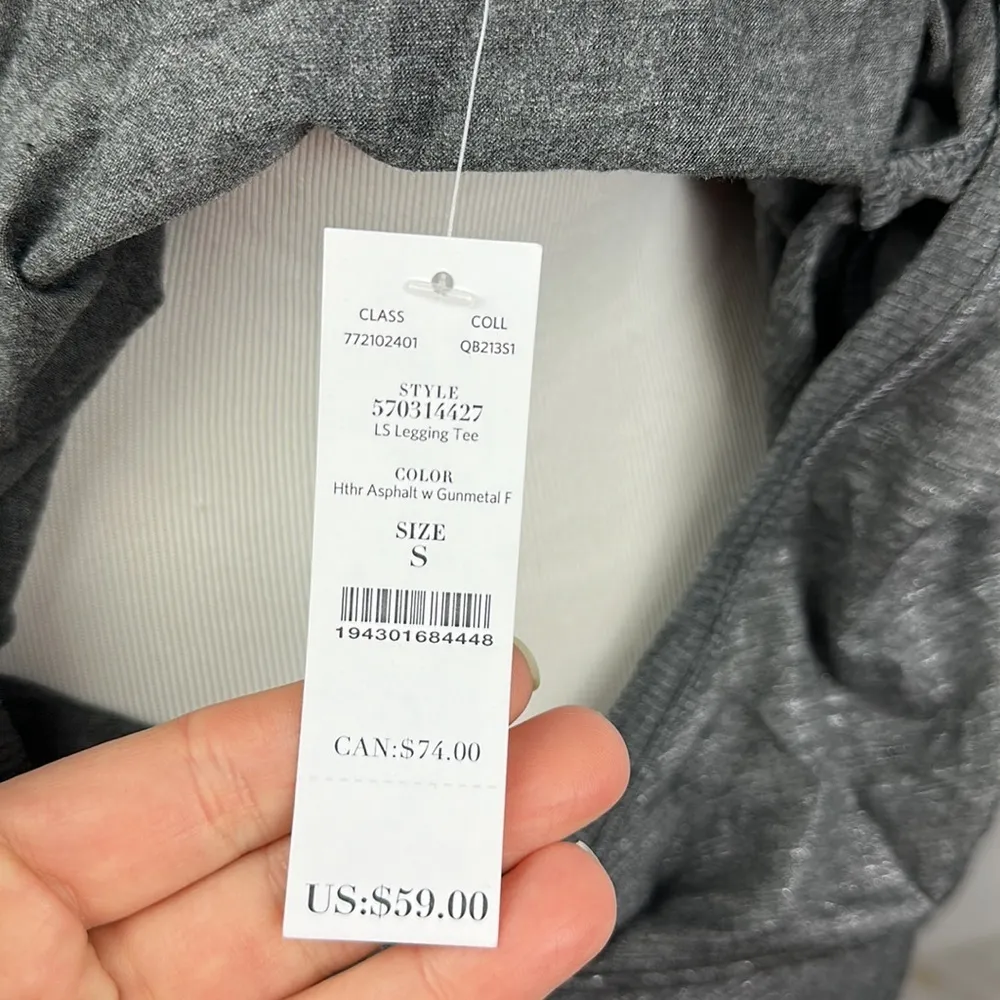 CLASS COLL
772102401 QB213S1
STYLE
570314427
LS Legging Tee
COLOR
Hthr Asphalt w Gunmetal F
SIZE
S
194301684448
CAN:$74.00
US:$59.00